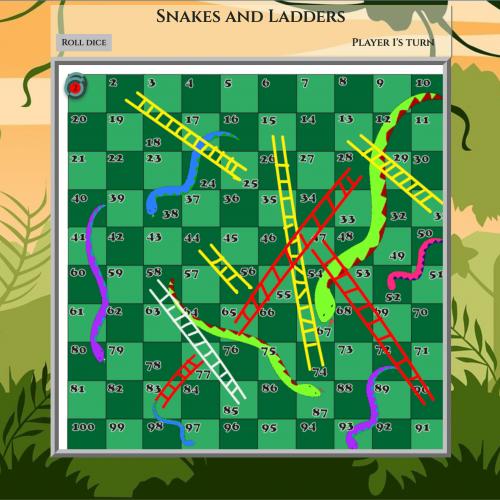 Snakes and Ladders
Roll dice Player 1's turn
2 3 4 5 6 7 8 9 10
20 19 18 17 16 15 12 11
21 22 23 24 25 26 27 28 29 30
40 39 38 37 36 35 34 33 32
41 42 43 44 45 46 47 48 49 50
60 59 58 57 56 55 54 53 52 51
61 62 63 64 65 66 67 68 69 70
80 79 78 77 76 75 74 73 72 71
81 82 83 84 85 86 87 88 89 90
100 99 98 97 96 95 94 93 92 91